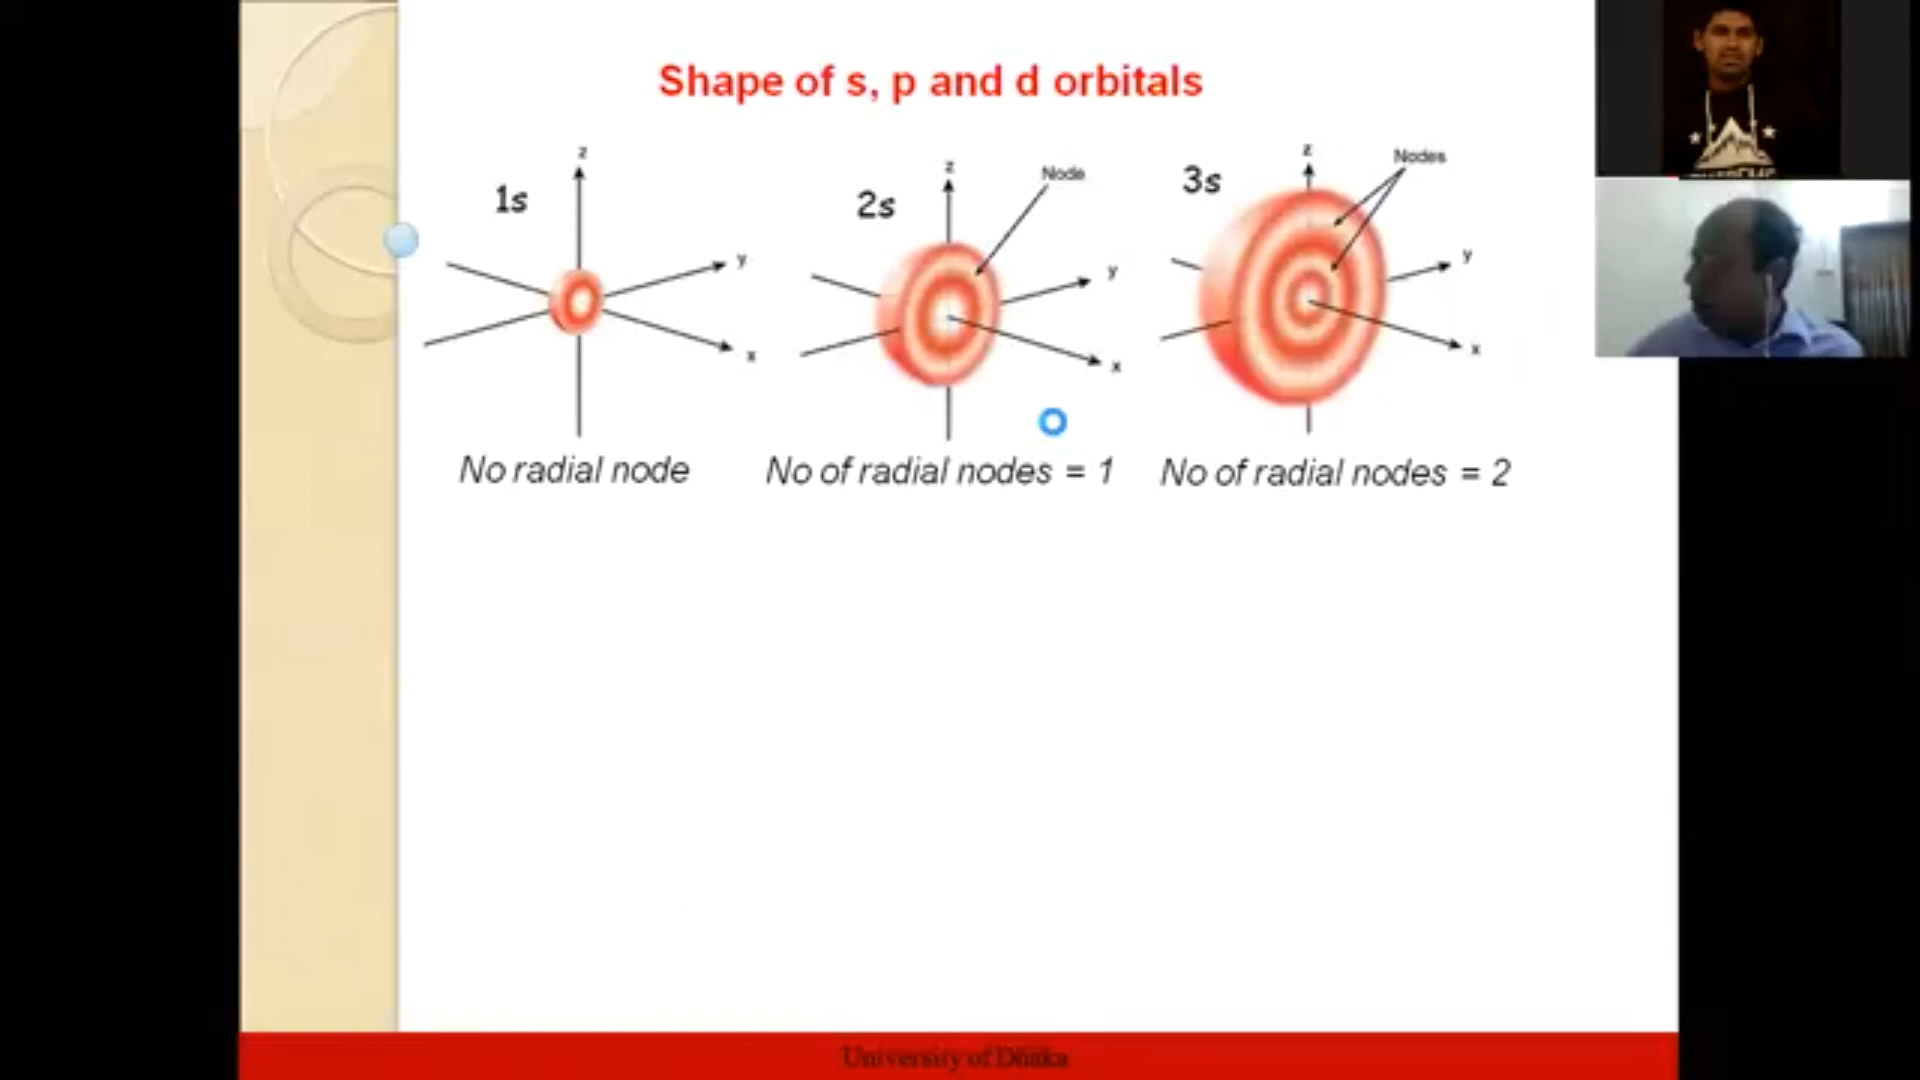 Shape of s, p and d orbitals
1s
z
y
x
No radial node
2s
z
Node
y
x
No of radial nodes = 1
3s
z
Nodes
y
x
No of radial nodes = 2
University of Dhaka